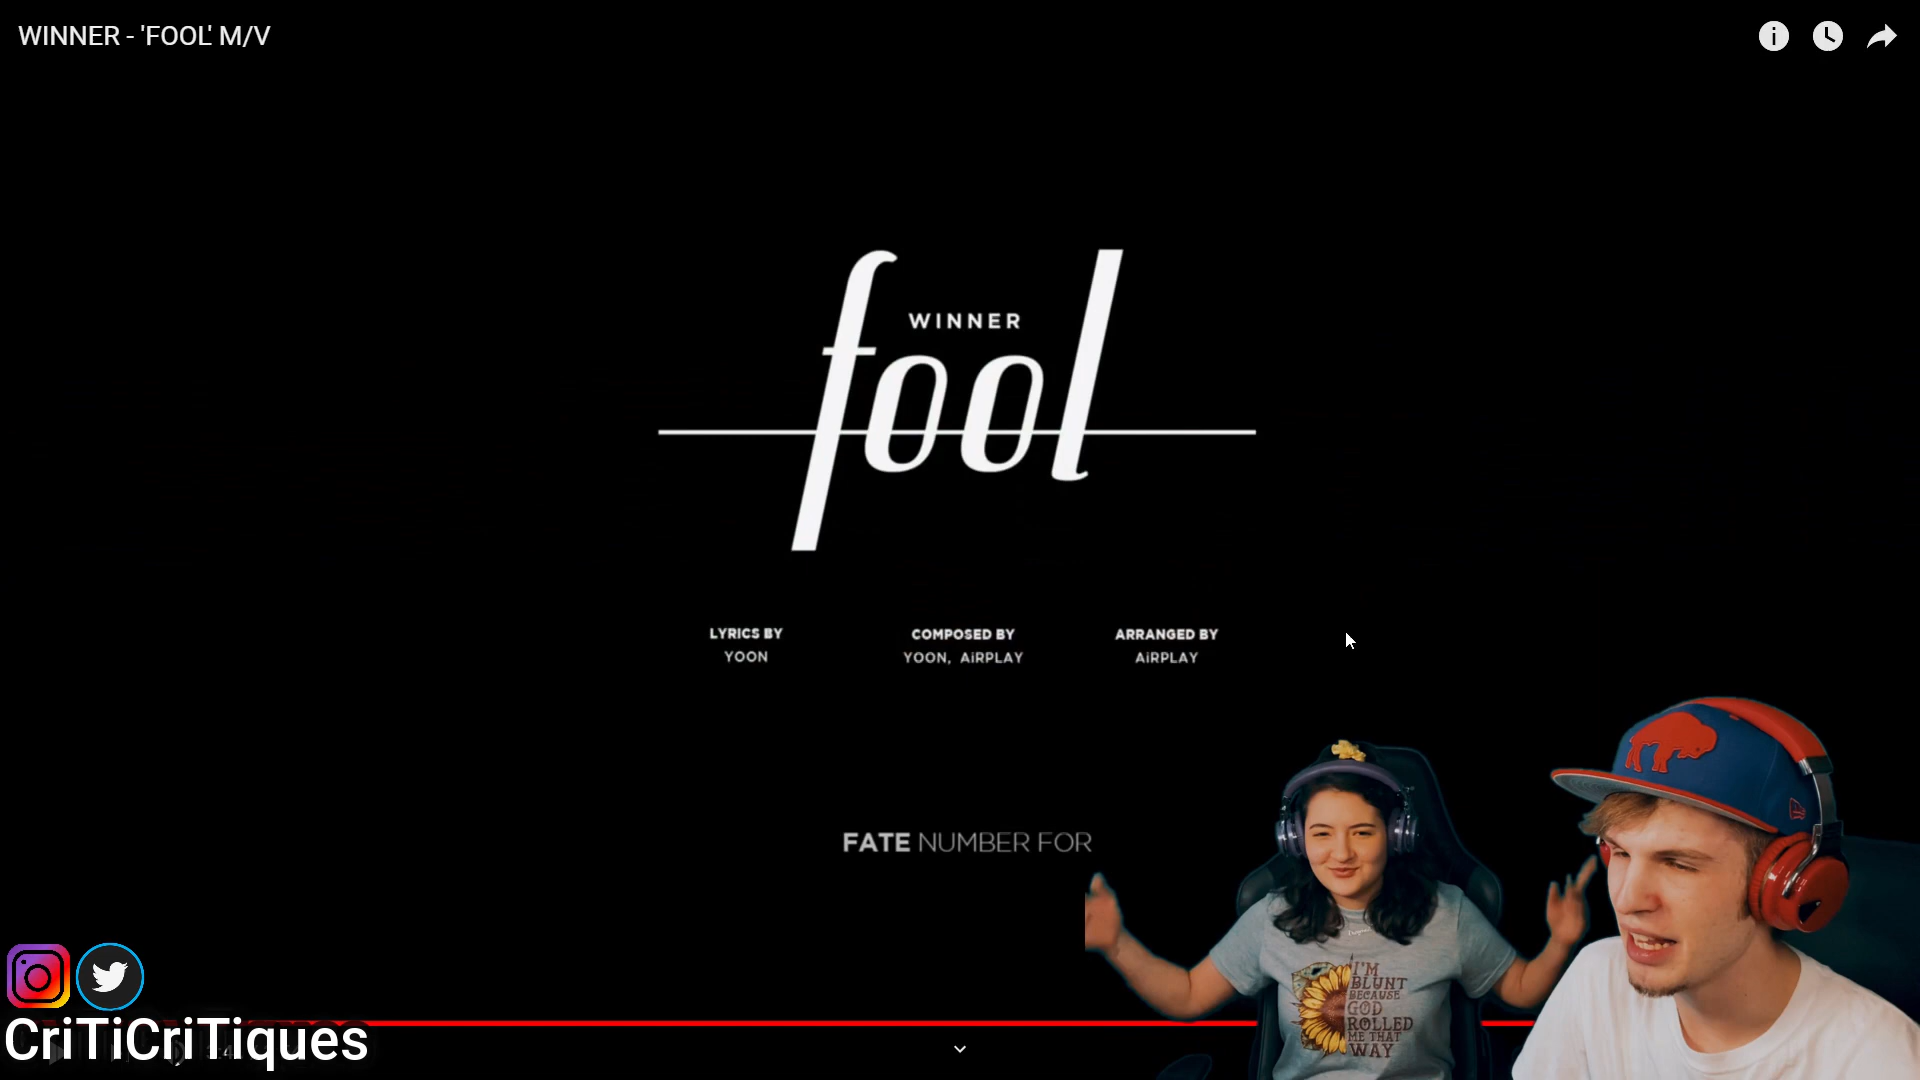 WINNER - 'FOOL' M/V
WINNER
fool
LYRICS BY
YOON
COMPOSED BY
YOON, AiRPLAY
ARRANGED BY
AiRPLAY
FATE NUMBER FOR
I'M
BLUNT
BECAUSE
GOD
ROLLED
ME THAT
WAY
CriTiCriTiques